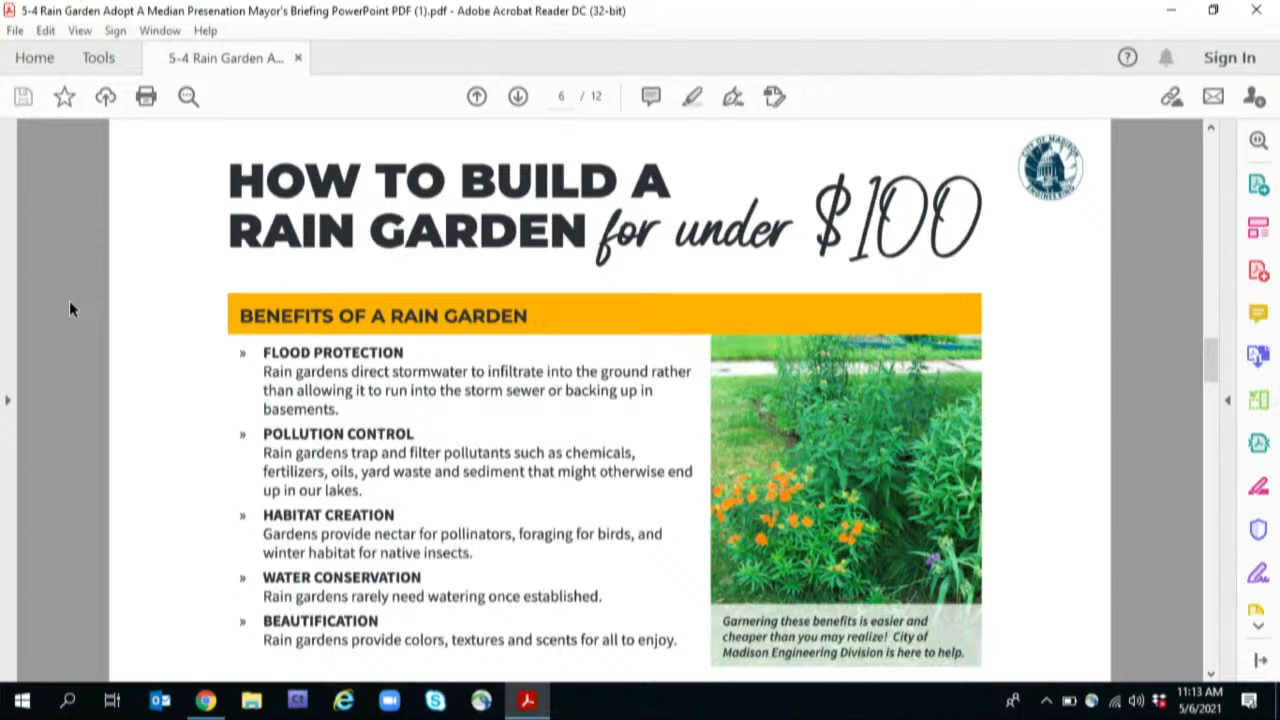 5-4 Rain Garden Adopt A Median Presenation Mayor's Briefing PowerPoint PDF (1).pdf - Adobe Acrobat Reader DC (32-bit)
File Edit View Sign Window Help
Home Tools 5-4 Rain Garden A... × Sign In
6 / 12
HOW TO BUILD A
RAIN GARDEN for under $100
CITY OF MADISON
ENGINEERING
BENEFITS OF A RAIN GARDEN
» FLOOD PROTECTION
Rain gardens direct stormwater to infiltrate into the ground rather
than allowing it to run into the storm sewer or backing up in
basements.
» POLLUTION CONTROL
Rain gardens trap and filter pollutants such as chemicals,
fertilizers, oils, yard waste and sediment that might otherwise end
up in our lakes.
» HABITAT CREATION
Gardens provide nectar for pollinators, foraging for birds, and
winter habitat for native insects.
» WATER CONSERVATION
Rain gardens rarely need watering once established.
» BEAUTIFICATION
Rain gardens provide colors, textures and scents for all to enjoy.
Garnering these benefits is easier and
cheaper than you may realize! City of
Madison Engineering Division is here to help.
Ct
11:13 AM
5/6/2021